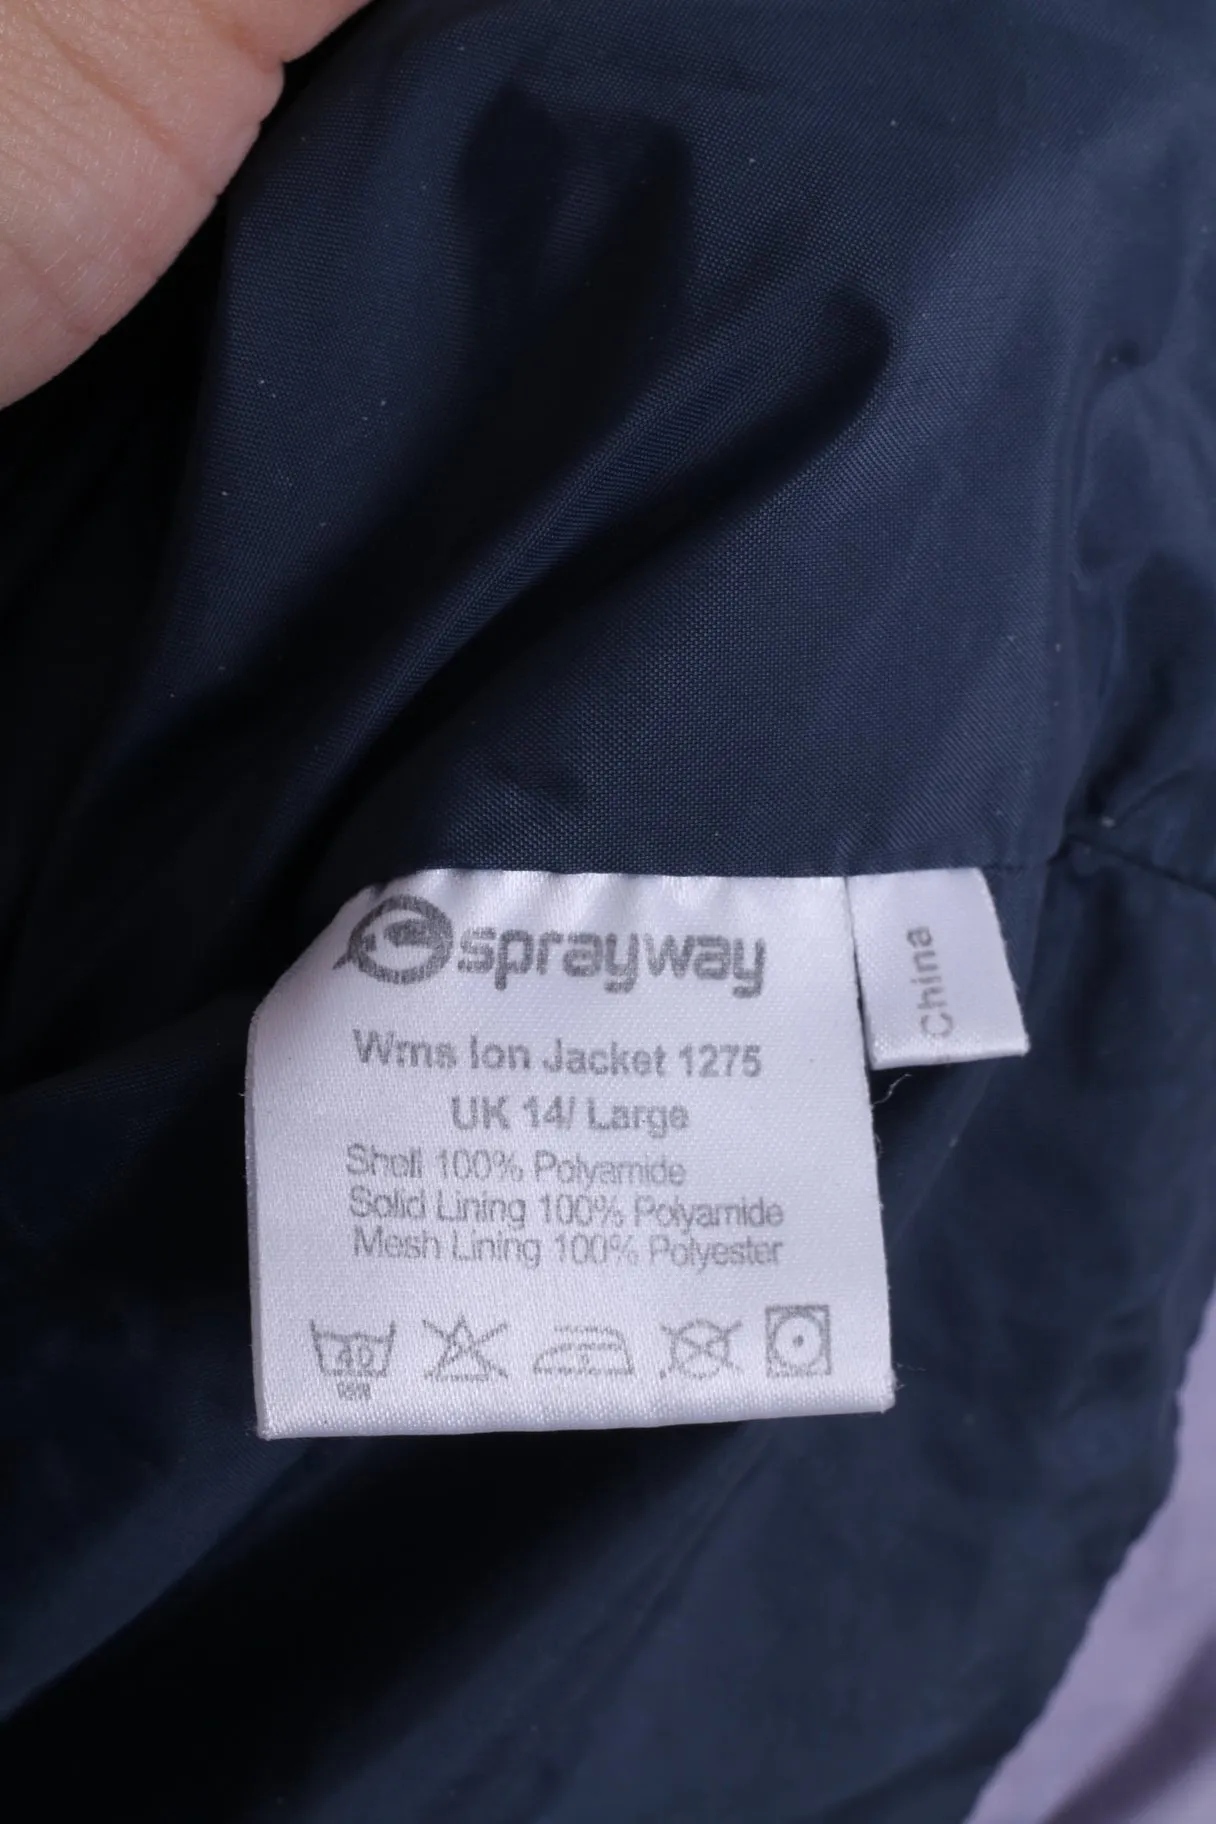 sprayway
Wms Ion Jacket 1275
UK 14/ Large
Shell 100% Polyamide
Solid Lining 100% Polyamide
Mesh Lining 100% Polyester
40
China